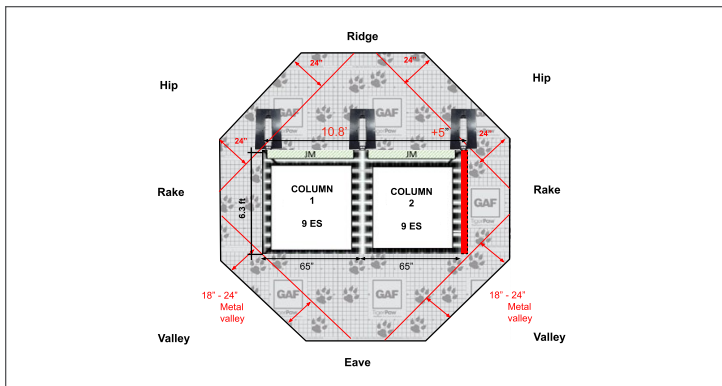 Ridge
24"
24"
Hip
Hip
GAF
10.8'
+5"
24"
24"
JM
JM
COLUMN
1
9 ES
COLUMN
2
9 ES
Rake
Rake
6.3 ft
GAF
65"
65"
18" - 24"
Metal
valley
18" - 24"
Metal
valley
GAF
GAF
TigerPaw
Valley
Valley
Eave